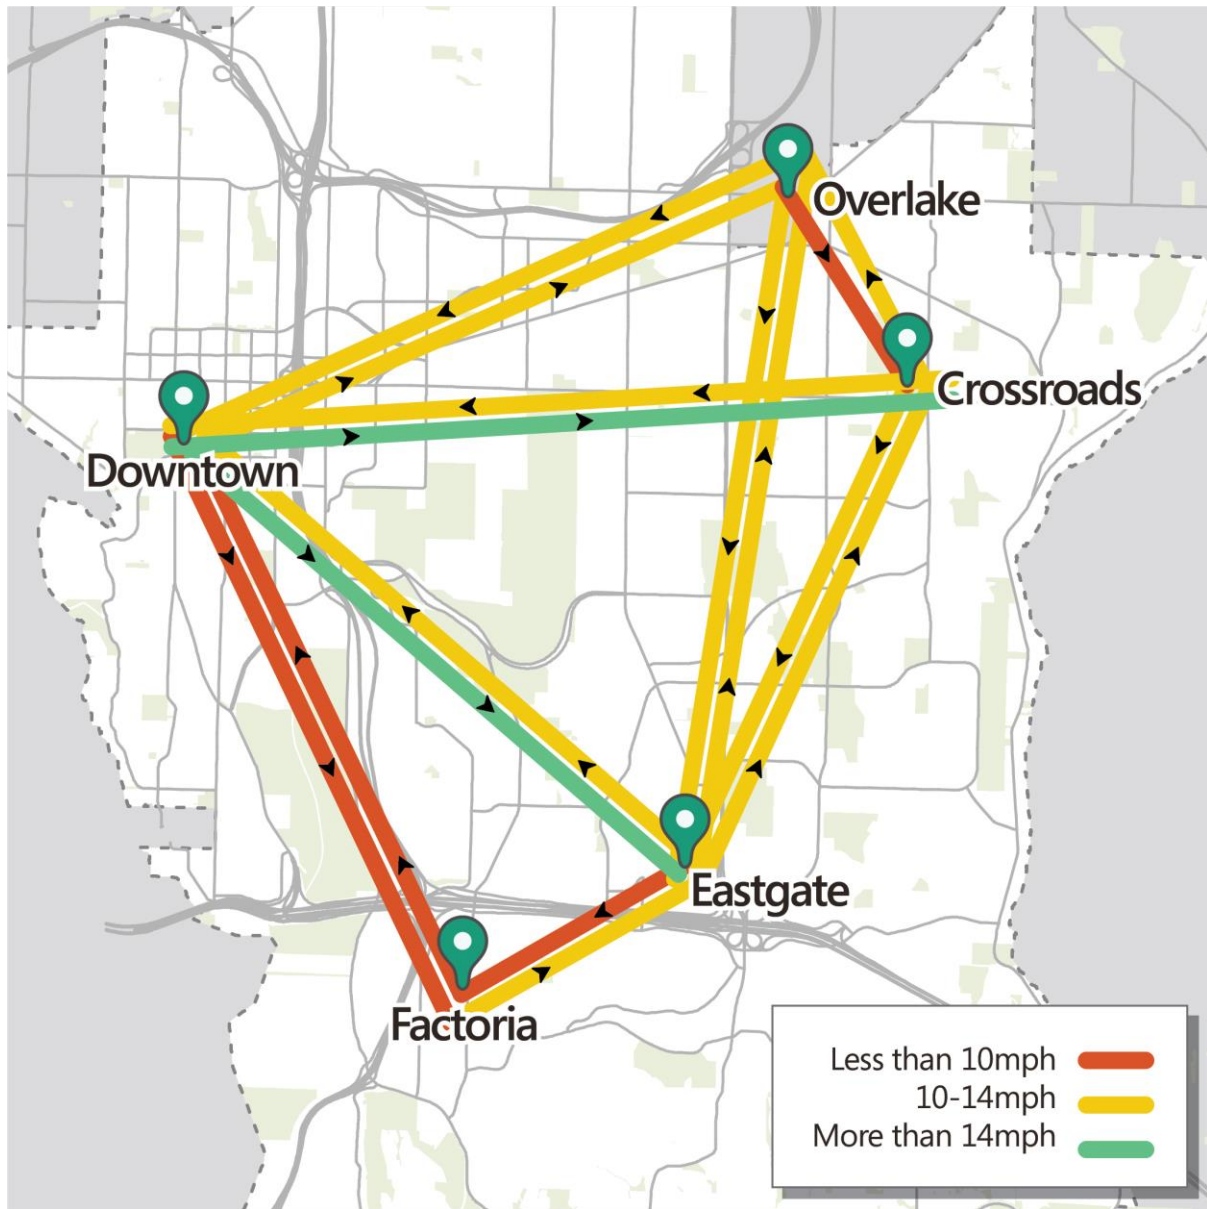 Overlake
Crossroads
Downtown
Eastgate
Factoria
Less than 10mph
10-14mph
More than 14mph